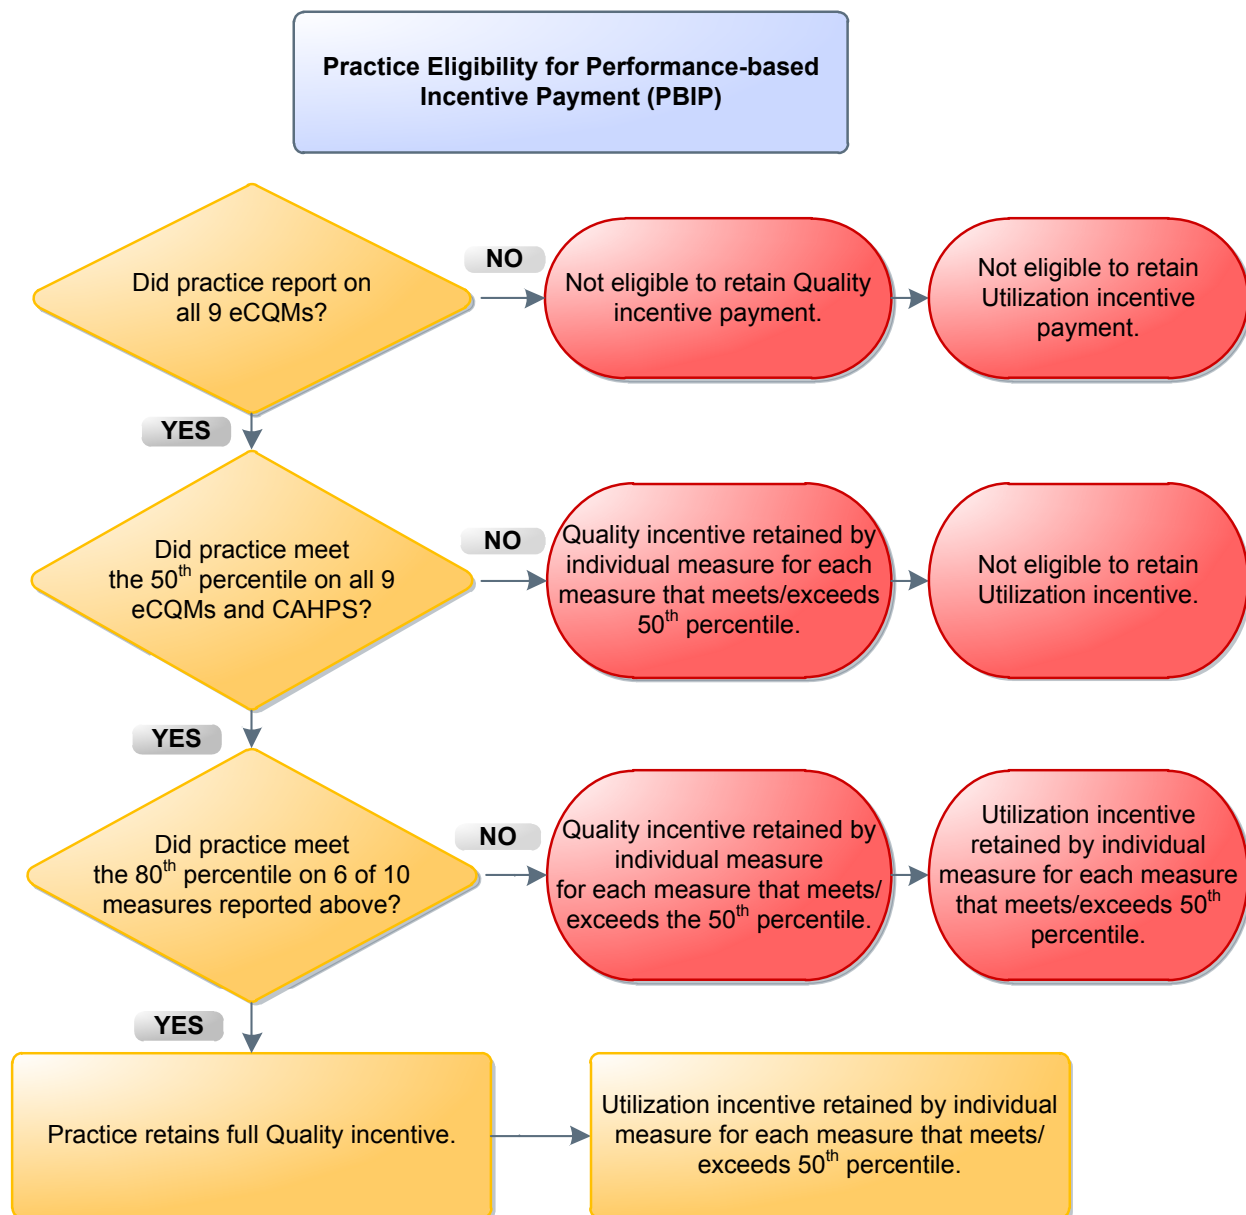 Practice Eligibility for Performance-based
Incentive Payment (PBIP)
Did practice report on
all 9 eCQMs?
NO
Not eligible to retain Quality
incentive payment.
Not eligible to retain
Utilization incentive
payment.
YES
Did practice meet
the 50th percentile on all 9
eCQMs and CAHPS?
NO
Quality incentive retained by
individual measure for each
measure that meets/exceeds
50th percentile.
Not eligible to retain
Utilization incentive.
YES
Did practice meet
the 80th percentile on 6 of 10
measures reported above?
NO
Quality incentive retained by
individual measure
for each measure that meets/
exceeds the 50th percentile.
Utilization incentive
retained by individual
measure for each measure
that meets/exceeds 50th
percentile.
YES
Practice retains full Quality incentive.
Utilization incentive retained by individual
measure for each measure that meets/
exceeds 50th percentile.